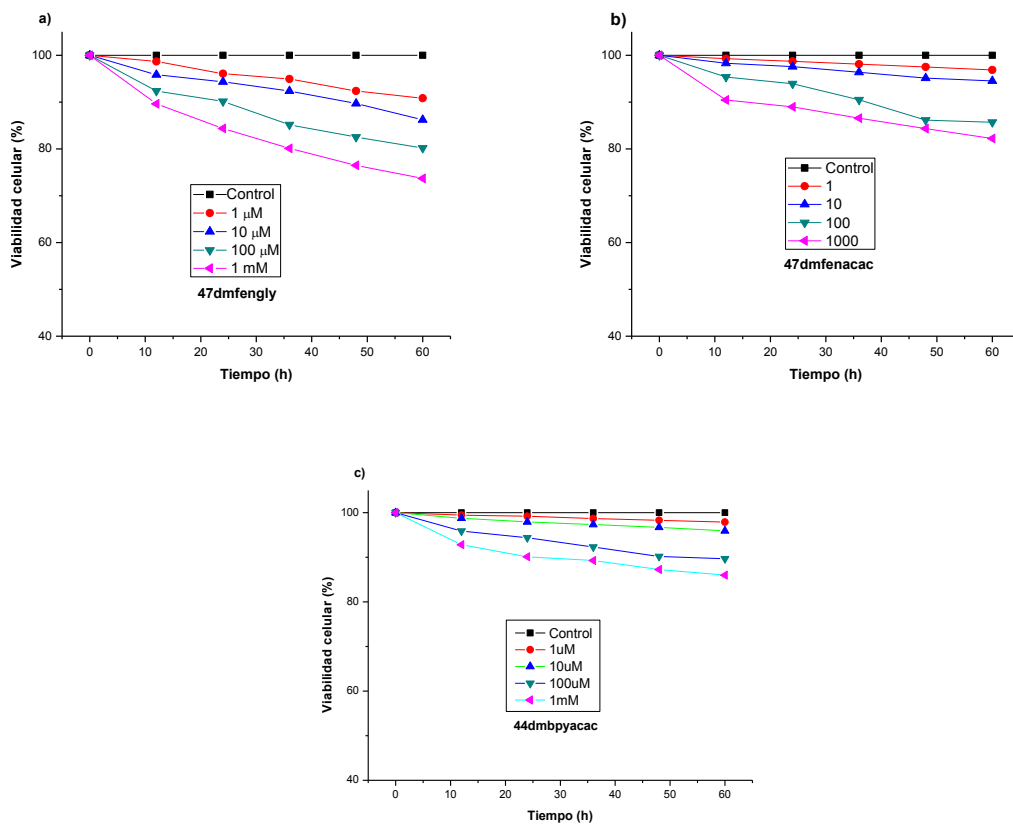 a)
Viabilidad celular (%)
100
80
60
40
Control
1 μM
10 μM
100 μM
1 mM
47dmfengly
0 10 20 30 40 50 60
Tiempo (h)
b)
Viabilidad celular (%)
100
80
60
40
Control
1
10
100
1000
47dmfenacac
0 10 20 30 40 50 60
Tiempo (h)
c)
Viabilidad celular (%)
100
80
60
40
Control
1uM
10uM
100uM
1mM
44dmbpyacac
0 10 20 30 40 50 60
Tiempo (h)